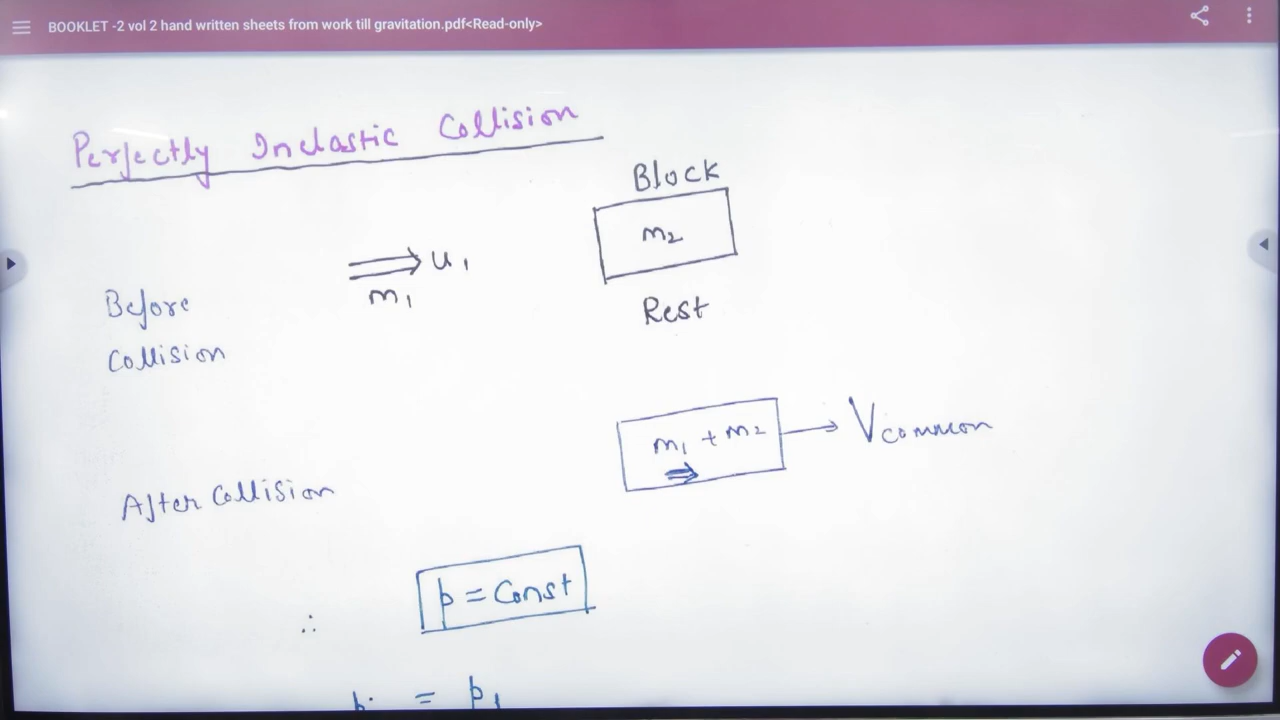 BOOKLET -2 vol 2 hand written sheets from work till gravitation.pdf<Read-only>
Perfectly Inelastic Collision
Block
m₂
u₁
m₁
Rest
Before
Collision
m₁ + m₂
Vcommon
After Collision
∴ p = Const
=